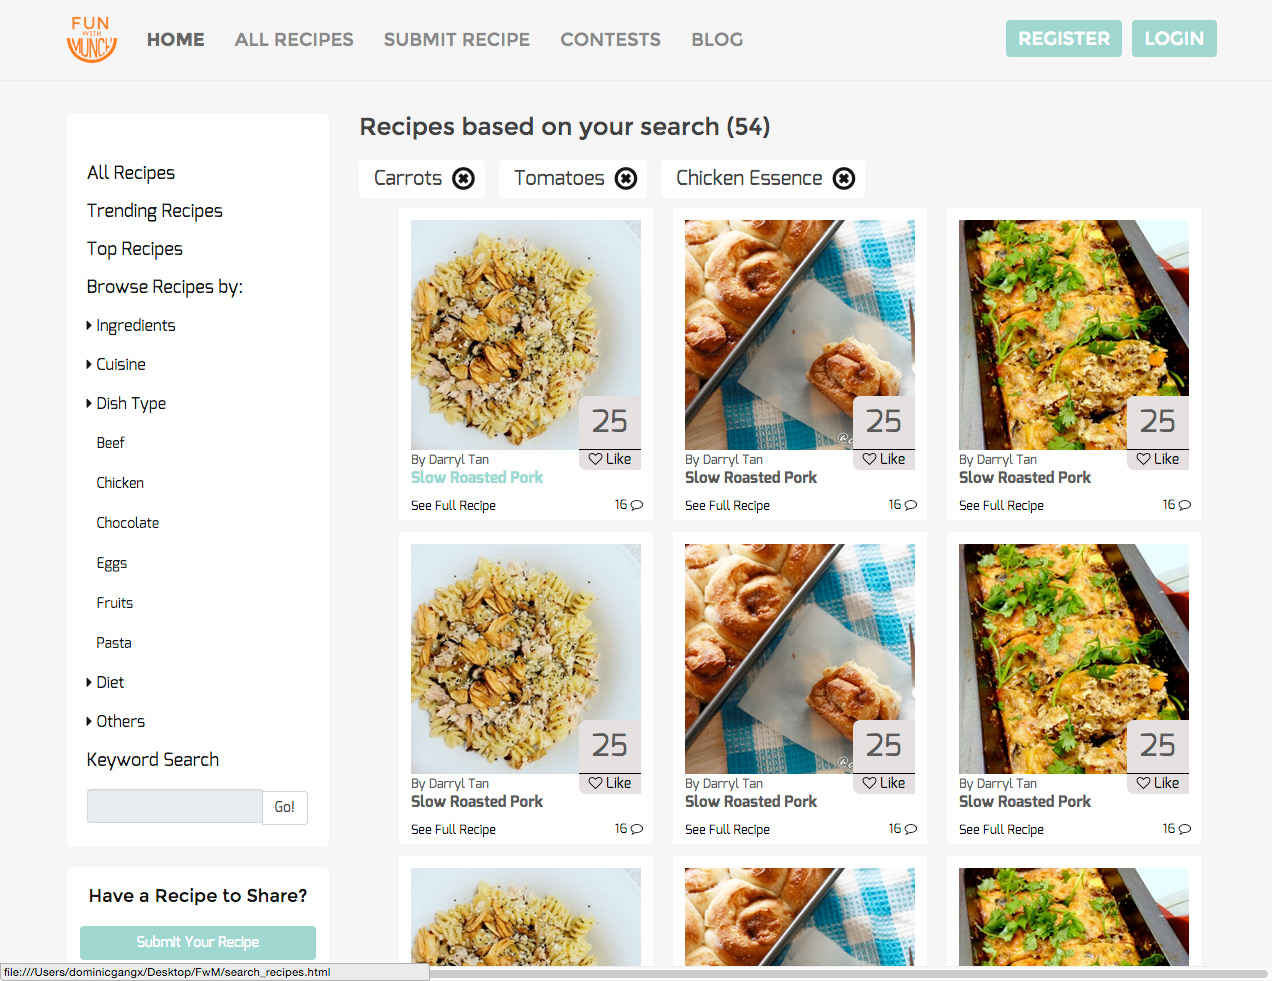 FUN
WITH
MUNCH
HOME
ALL RECIPES
SUBMIT RECIPE
CONTESTS
BLOG
REGISTER
LOGIN
All Recipes
Trending Recipes
Top Recipes
Browse Recipes by:
Ingredients
Cuisine
Dish Type
Beef
Chicken
Chocolate
Eggs
Fruits
Pasta
Diet
Others
Keyword Search
Go!
Have a Recipe to Share?
Submit Your Recipe
Recipes based on your search (54)
Carrots
Tomatoes
Chicken Essence
25
Like
By Darryl Tan
Slow Roasted Pork
See Full Recipe
16
25
Like
By Darryl Tan
Slow Roasted Pork
See Full Recipe
16
25
Like
By Darryl Tan
Slow Roasted Pork
See Full Recipe
16
25
Like
By Darryl Tan
Slow Roasted Pork
See Full Recipe
16
25
Like
By Darryl Tan
Slow Roasted Pork
See Full Recipe
16
25
Like
By Darryl Tan
Slow Roasted Pork
See Full Recipe
16
file:///Users/dominicgangx/Desktop/FwM/search_recipes.html